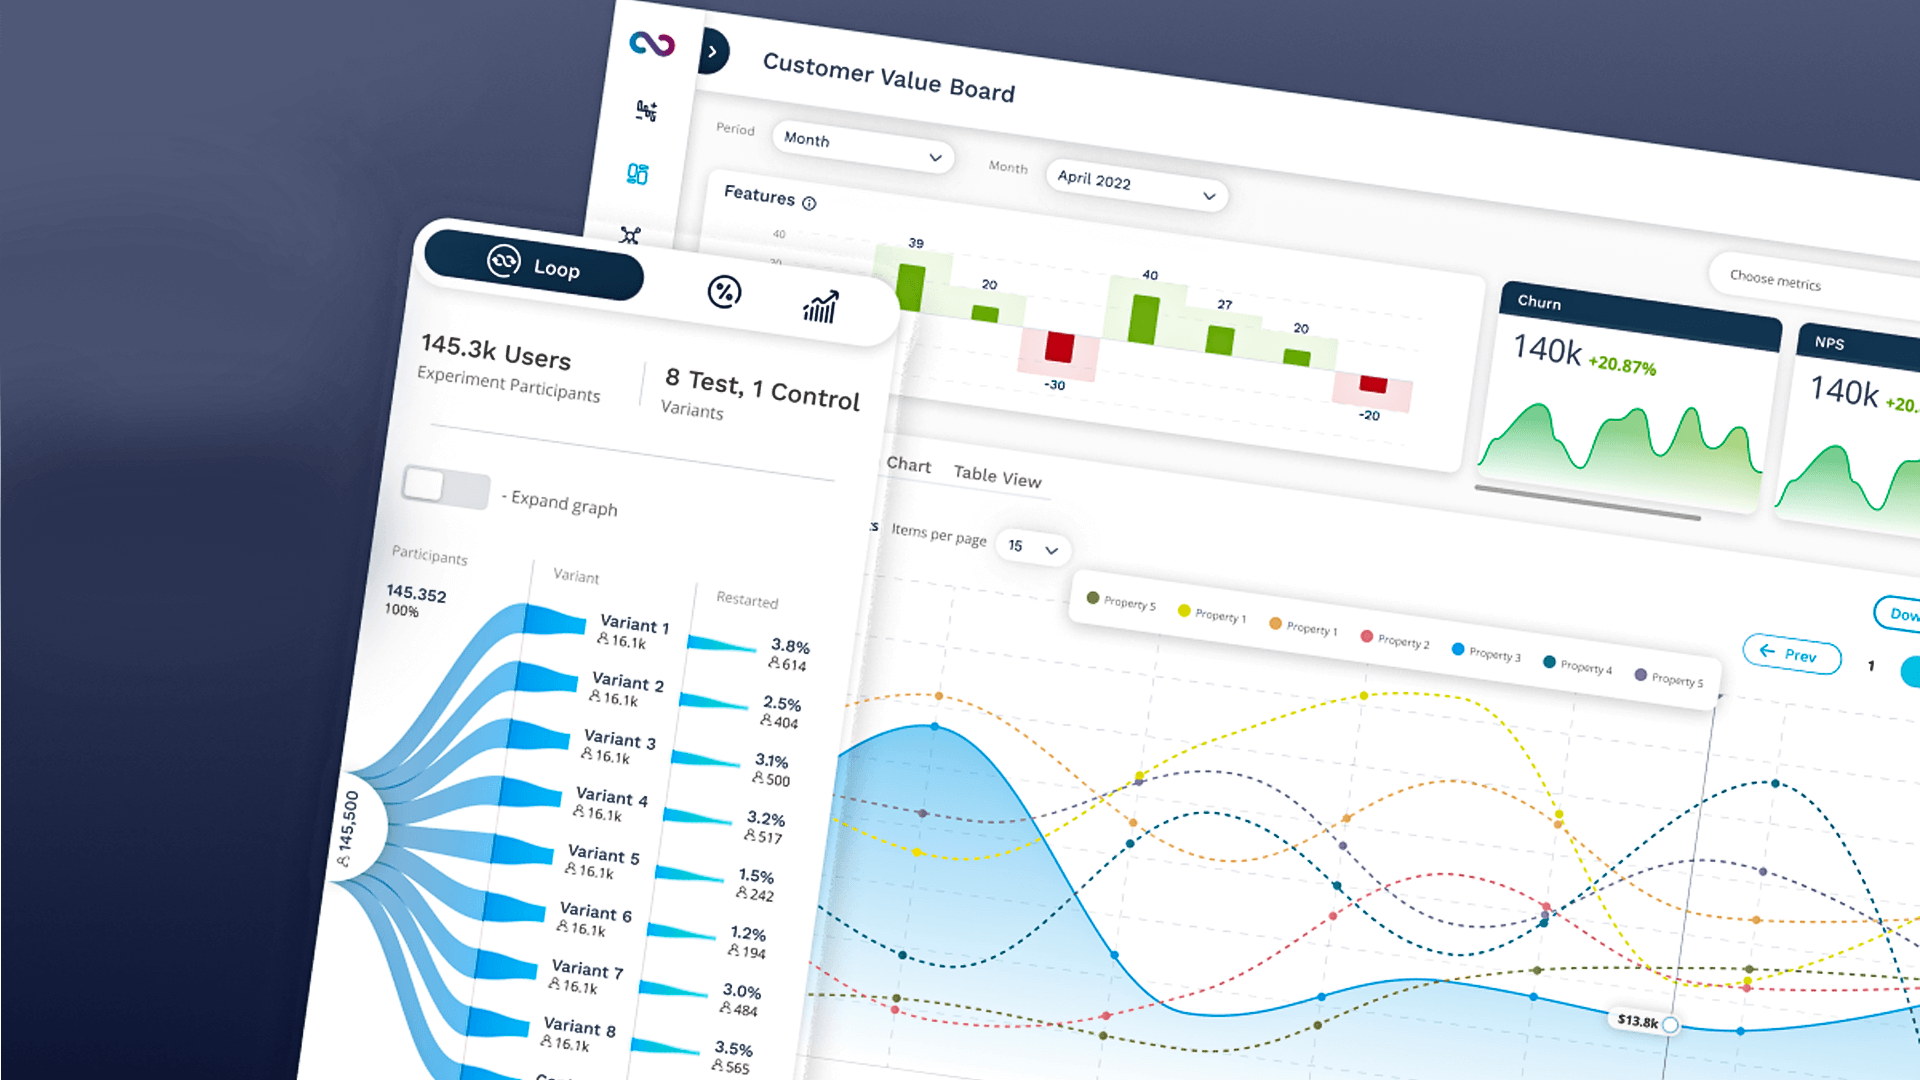 Customer Value Board
Period
Month
Month
April 2022
Features
40
39
20
-30
40
27
20
-20
Choose metrics
Churn
140k +20.87%
NPS
140k
Chart
Table View
Items per page
15
Property 5
Property 1
Property 1
Property 2
Property 3
Property 4
Property 5
Prev
1
$13.8k
Loop
145.3k Users
Experiment Participants
8 Test, 1 Control
Variants
- Expand graph
Participants
Variant
Restarted
145.352
100%
145,500
Variant 1
16.1k
3.8%
614
Variant 2
16.1k
2.5%
404
Variant 3
16.1k
3.1%
500
Variant 4
16.1k
3.2%
517
Variant 5
16.1k
1.5%
242
Variant 6
16.1k
1.2%
194
Variant 7
16.1k
3.0%
484
Variant 8
16.1k
3.5%
565